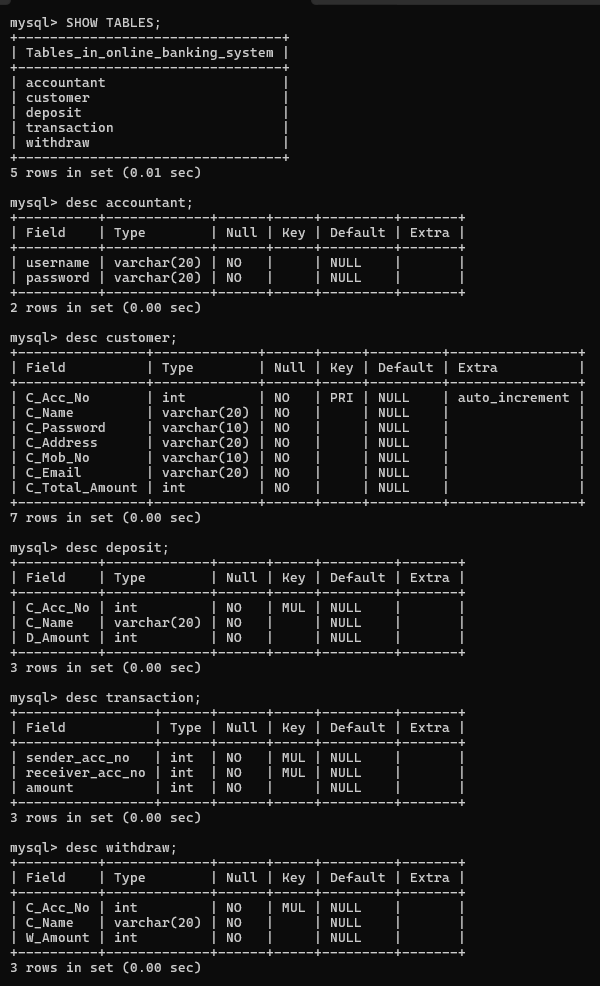 mysql> SHOW TABLES;
+---------------------------------+
| Tables_in_online_banking_system |
+---------------------------------+
| accountant                      |
| customer                        |
| deposit                         |
| transaction                     |
| withdraw                        |
+---------------------------------+
5 rows in set (0.01 sec)

mysql> desc accountant;
+----------+-------------+------+-----+---------+-------+
| Field    | Type        | Null | Key | Default | Extra |
+----------+-------------+------+-----+---------+-------+
| username | varchar(20) | NO   |     | NULL    |       |
| password | varchar(20) | NO   |     | NULL    |       |
+----------+-------------+------+-----+---------+-------+
2 rows in set (0.00 sec)

mysql> desc customer;
+----------------+-------------+------+-----+---------+----------------+
| Field          | Type        | Null | Key | Default | Extra          |
+----------------+-------------+------+-----+---------+----------------+
| C_Acc_No       | int         | NO   | PRI | NULL    | auto_increment |
| C_Name         | varchar(20) | NO   |     | NULL    |                |
| C_Password     | varchar(10) | NO   |     | NULL    |                |
| C_Address      | varchar(20) | NO   |     | NULL    |                |
| C_Mob_No       | varchar(10) | NO   |     | NULL    |                |
| C_Email        | varchar(20) | NO   |     | NULL    |                |
| C_Total_Amount | int         | NO   |     | NULL    |                |
+----------------+-------------+------+-----+---------+----------------+
7 rows in set (0.00 sec)

mysql> desc deposit;
+----------+-------------+------+-----+---------+-------+
| Field    | Type        | Null | Key | Default | Extra |
+----------+-------------+------+-----+---------+-------+
| C_Acc_No | int         | NO   | MUL | NULL    |       |
| C_Name   | varchar(20) | NO   |     | NULL    |       |
| D_Amount | int         | NO   |     | NULL    |       |
+----------+-------------+------+-----+---------+-------+
3 rows in set (0.00 sec)

mysql> desc transaction;
+-----------------+------+------+-----+---------+-------+
| Field           | Type | Null | Key | Default | Extra |
+-----------------+------+------+-----+---------+-------+
| sender_acc_no   | int  | NO   | MUL | NULL    |       |
| receiver_acc_no | int  | NO   | MUL | NULL    |       |
| amount          | int  | NO   |     | NULL    |       |
+-----------------+------+------+-----+---------+-------+
3 rows in set (0.00 sec)

mysql> desc withdraw;
+----------+-------------+------+-----+---------+-------+
| Field    | Type        | Null | Key | Default | Extra |
+----------+-------------+------+-----+---------+-------+
| C_Acc_No | int         | NO   | MUL | NULL    |       |
| C_Name   | varchar(20) | NO   |     | NULL    |       |
| W_Amount | int         | NO   |     | NULL    |       |
+----------+-------------+------+-----+---------+-------+
3 rows in set (0.00 sec)